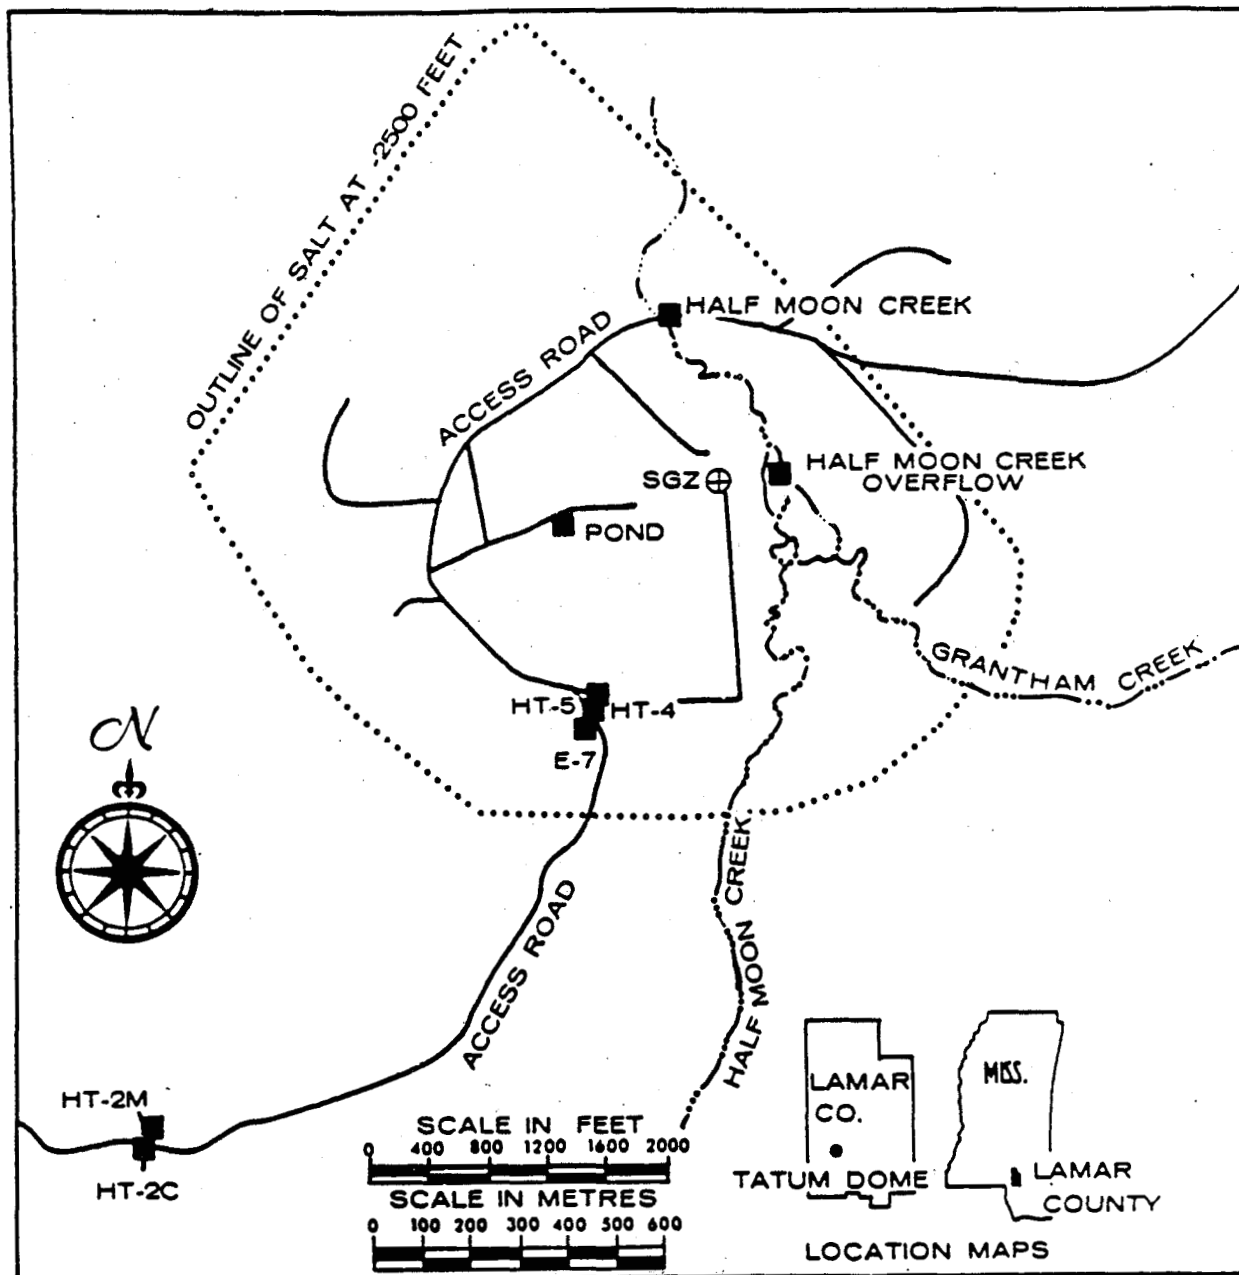 OUTLINE OF SALT AT -2500 FEET
HALF MOON CREEK
ACCESS ROAD
HALF MOON CREEK
OVERFLOW
SGZ
POND
GRANTHAM CREEK
HT-5
HT-4
E-7
N
HALF MOON CREEK
ACCESS ROAD
HT-2M
HT-2C
SCALE IN FEET
0 400 800 1200 1600 2000
SCALE IN METRES
0 100 200 300 400 500 600
LAMAR
CO.
TATUM DOME
MISS.
LAMAR
COUNTY
LOCATION MAPS